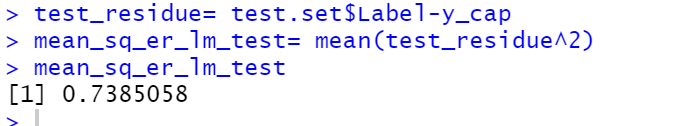 > test_residue= test.set$Label-y_cap
> mean_sq_er_lm_test= mean(test_residue^2)
> mean_sq_er_lm_test
[1] 0.7385058
>